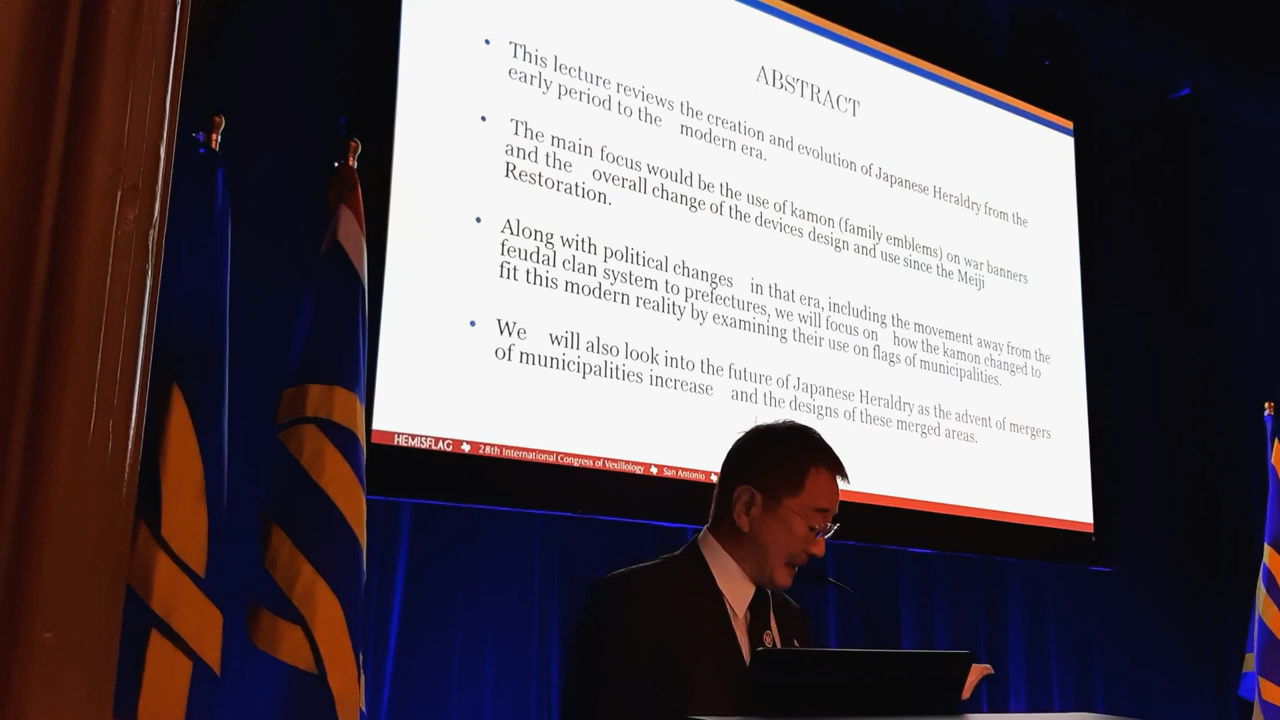 ABSTRACT
• This lecture reviews the creation and evolution of Japanese Heraldry from the
early period to the modern era.
• The main focus would be the use of kamon (family emblems) on war banners
and the overall change of the devices design and use since the Meiji
Restoration.
• Along with political changes in that era, including the movement away from the
feudal clan system to prefectures, we will focus on how the kamon changed to
fit this modern reality by examining their use on flags of municipalities.
• We will also look into the future of Japanese Heraldry as the advent of mergers
of municipalities increase and the designs of these merged areas.
HEMISFLAG 28th International Congress of Vexillology San Antonio